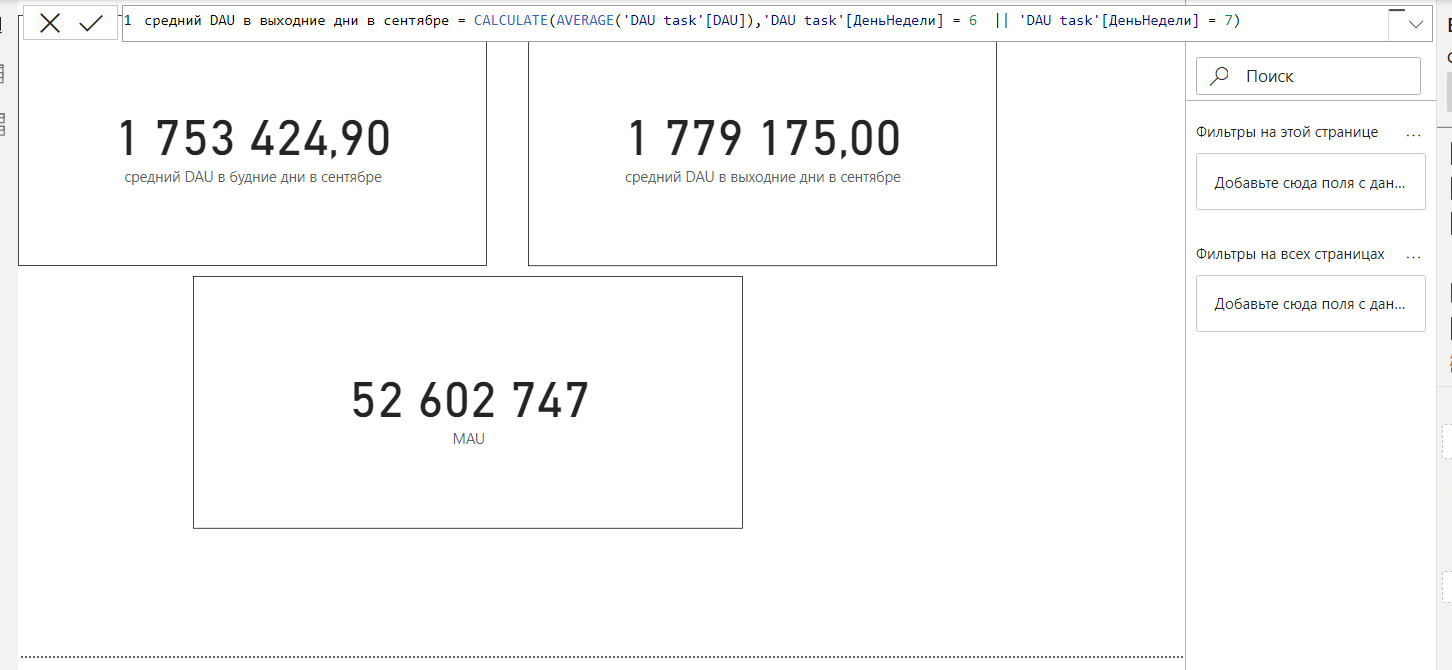 1 средний DAU в выходние дни в сентябре = CALCULATE(AVERAGE('DAU task'[DAU]),'DAU task'[ДеньНедели] = 6 || 'DAU task'[ДеньНедели] = 7)
Поиск
1 753 424,90
средний DAU в будние дни в сентябре
1 779 175,00
средний DAU в выходние дни в сентябре
Фильтры на этой странице ...
Добавьте сюда поля с дан...
Фильтры на всех страницах ...
Добавьте сюда поля с дан...
52 602 747
MAU